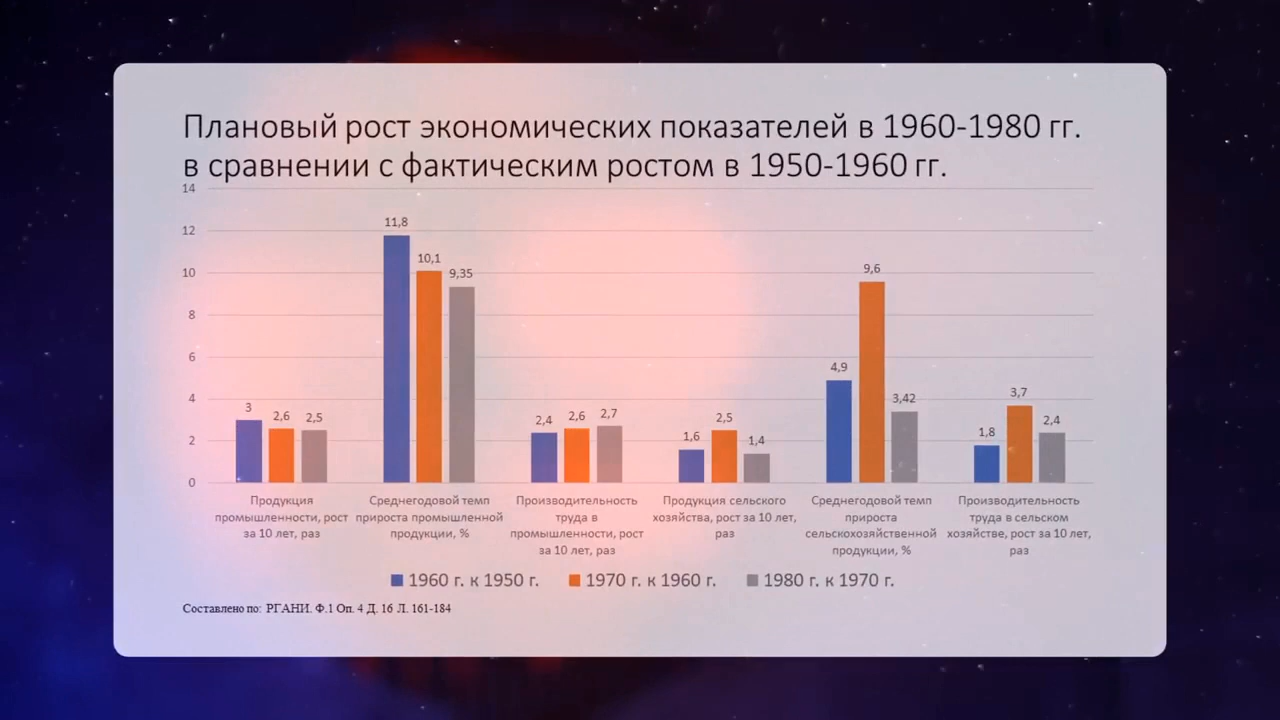 Плановый рост экономических показателей в 1960-1980 гг.
в сравнении с фактическим ростом в 1950-1960 гг.
14
12
10
8
6
4
2
0
3
2,6
2,5
11,8
10,1
9,35
2,4
2,6
2,7
1,6
2,5
1,4
4,9
9,6
3,42
1,8
3,7
2,4
Продукция
промышленности, рост
за 10 лет, раз
Среднегодовой темп
прироста промышленной
продукции, %
Производительность
труда в
промышленности, рост
за 10 лет, раз
Продукция сельского
хозяйства, рост за 10 лет,
раз
Среднегодовой темп
прироста
сельскохозяйственной
продукции, %
Производительность
труда в сельском
хозяйстве, рост за 10 лет,
раз
1960 г. к 1950 г.
1970 г. к 1960 г.
1980 г. к 1970 г.
Составлено по: РГАНИ. Ф.1 Оп. 4 Д. 16 Л. 161-184